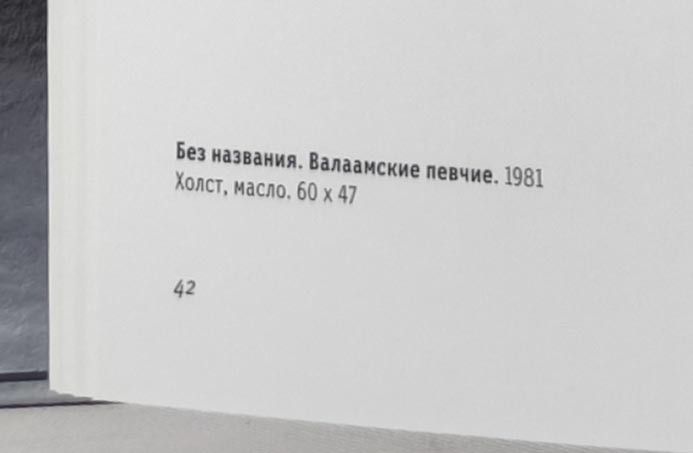 Без названия. Валаамские певчие. 1981
Холст, масло. 60 х 47
42